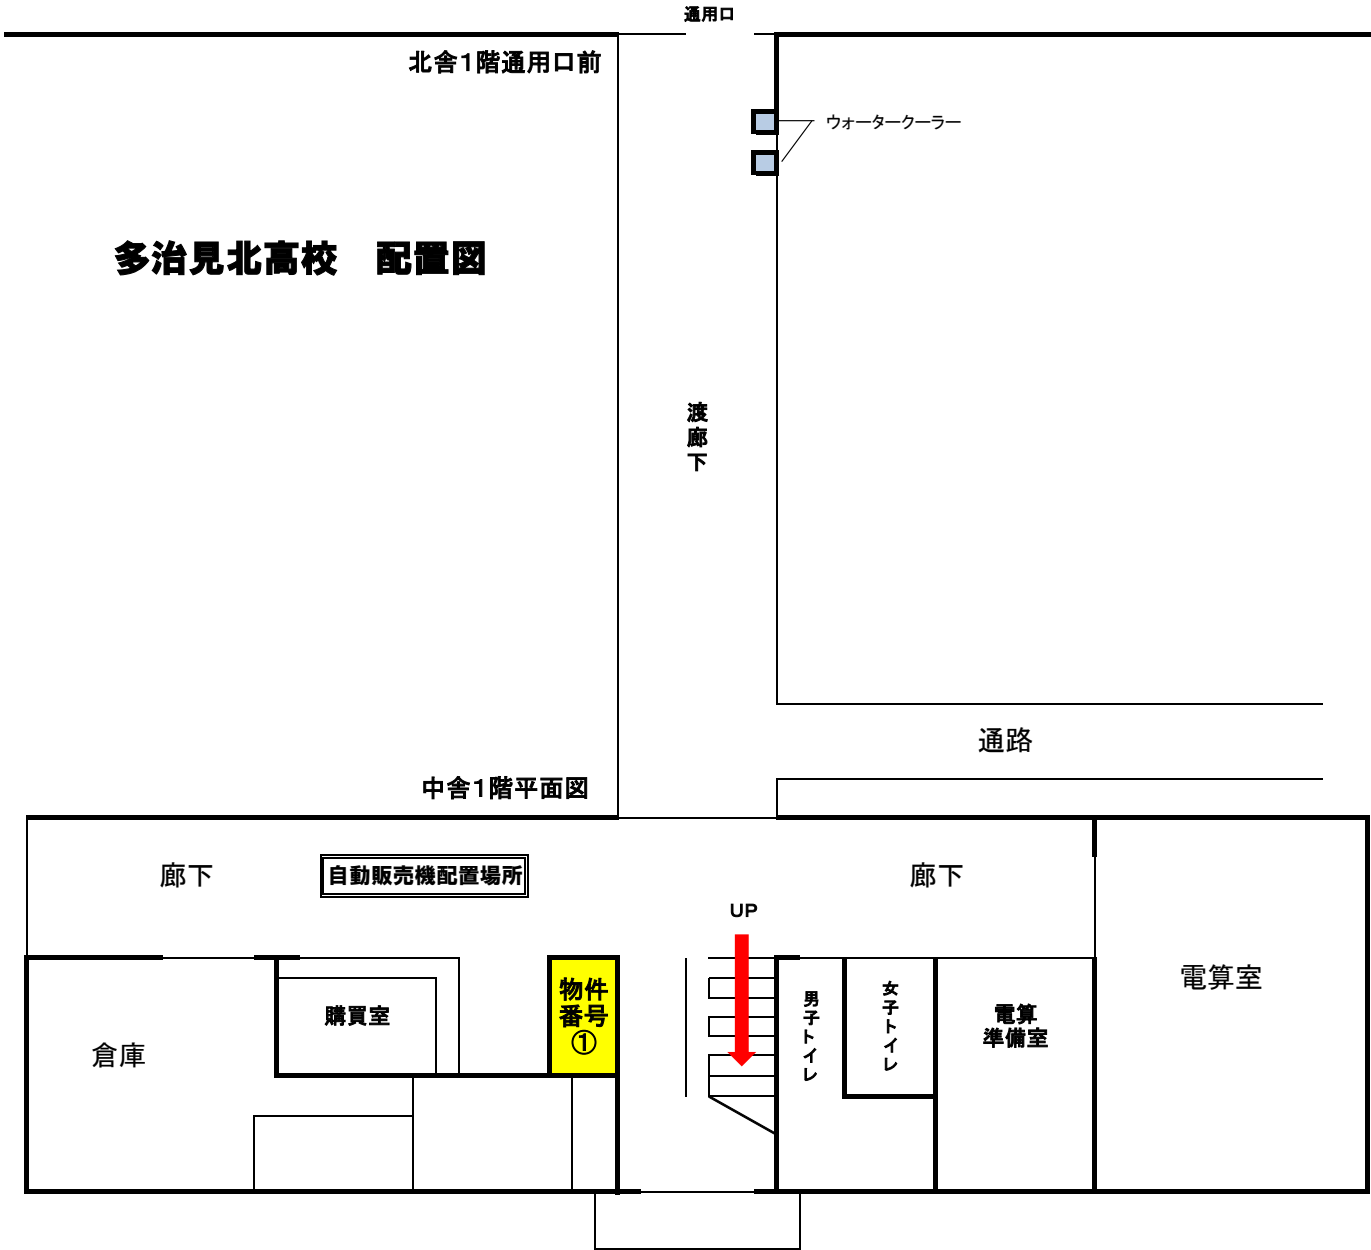 通用口
北舎1階通用口前
ウォータークーラー
多治見北高校　配置図
渡廊下
通路
中舎1階平面図
廊下
自動販売機配置場所
廊下
UP
物件
番号
①
購買室
倉庫
男子トイレ
女子トイレ
電算
準備室
電算室